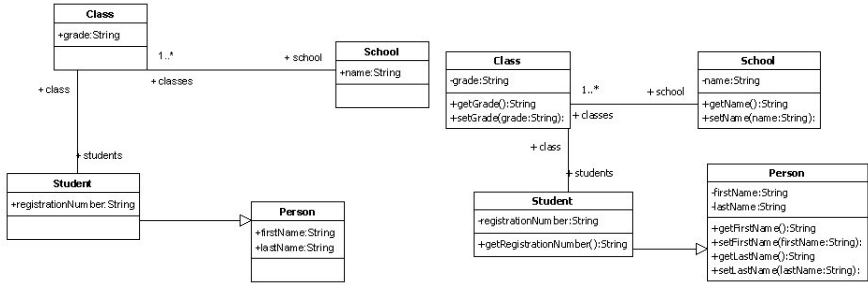 Class
+grade:String
1..*
+ school
+ classes
School
+name:String
+ class
+ students
Student
+registrationNumber:String
Person
+firstName:String
+lastName:String
Class
-grade:String
+getGrade():String
+setGrade(grade:String):
1..*
+ school
+ classes
School
-name:String
+getName():String
+setName(name:String):
+ class
+ students
Student
-registrationNumber:String
+getRegistrationNumber():String
Person
-firstName:String
-lastName:String
+getFirstName():String
+setFirstName(firstName:String):
+getLastName():String
+setLastName(lastName:String):